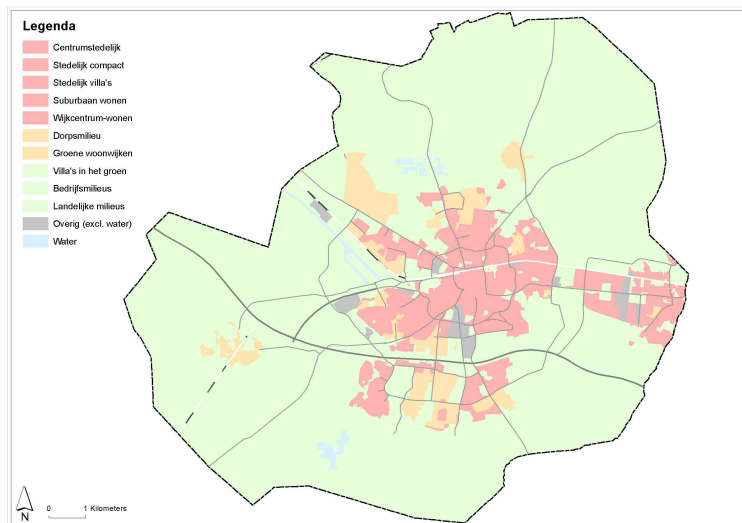 Legenda
Centrumstedelijk
Stedelijk compact
Stedelijk villa's
Suburbaan wonen
Wijkcentrum-wonen
Dorpsmilieu
Groene woonwijken
Villa's in het groen
Bedrijfsmilieus
Landelijke milieus
Overig (excl. water)
Water
N
0 1 Kilometers